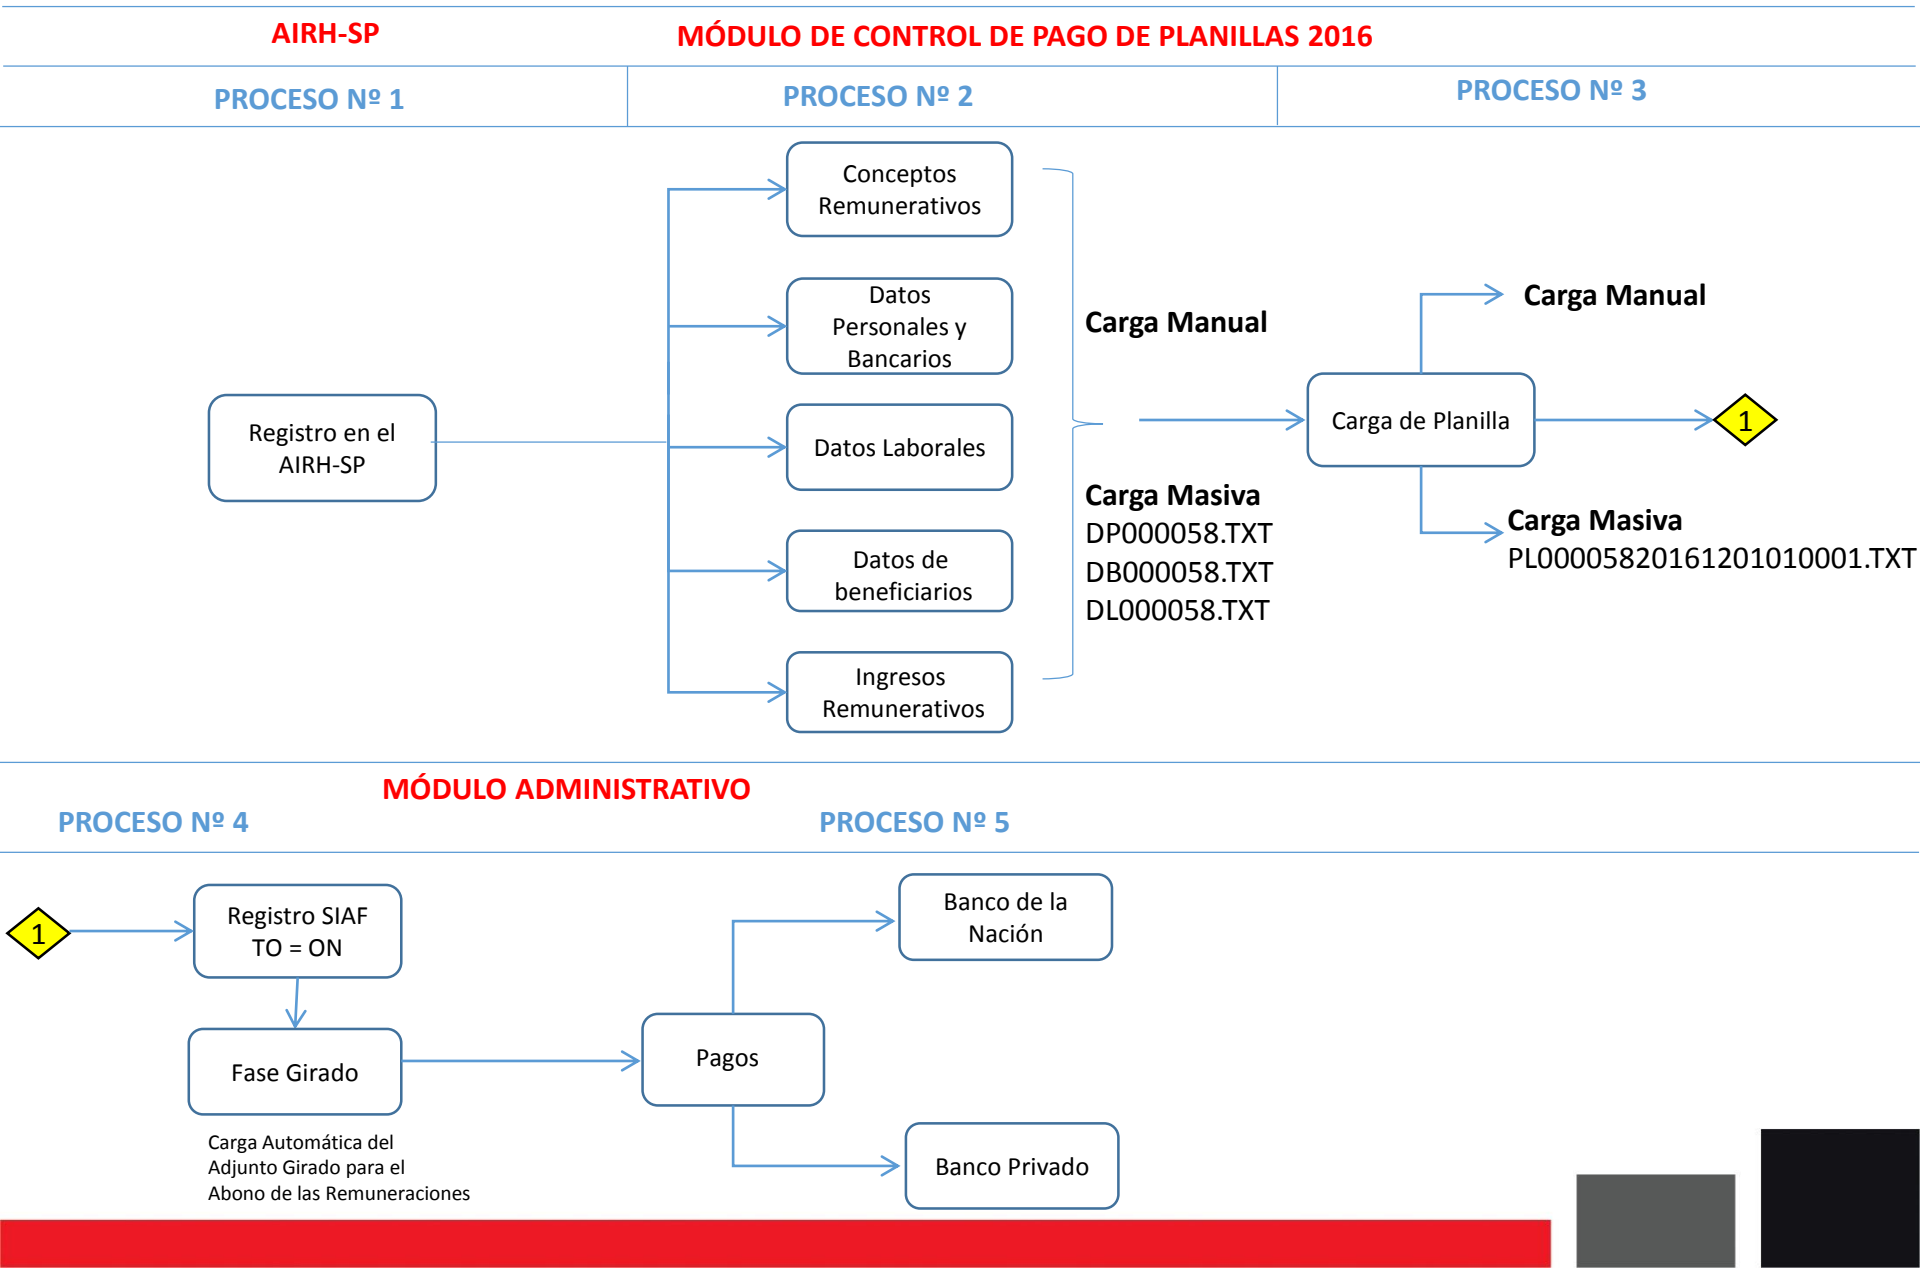 AIRH-SP
MÓDULO DE CONTROL DE PAGO DE PLANILLAS 2016
PROCESO Nº 1
PROCESO Nº 2
PROCESO Nº 3
Registro en el
AIRH-SP
Conceptos
Remunerativos
Datos
Personales y
Bancarios
Datos Laborales
Datos de
beneficiarios
Ingresos
Remunerativos
Carga Manual
Carga Masiva
DP000058.TXT
DB000058.TXT
DL000058.TXT
Carga de Planilla
Carga Manual
1
Carga Masiva
PL00005820161201010001.TXT
MÓDULO ADMINISTRATIVO
PROCESO Nº 4
PROCESO Nº 5
1
Registro SIAF
TO = ON
Fase Girado
Carga Automática del
Adjunto Girado para el
Abono de las Remuneraciones
Pagos
Banco de la
Nación
Banco Privado